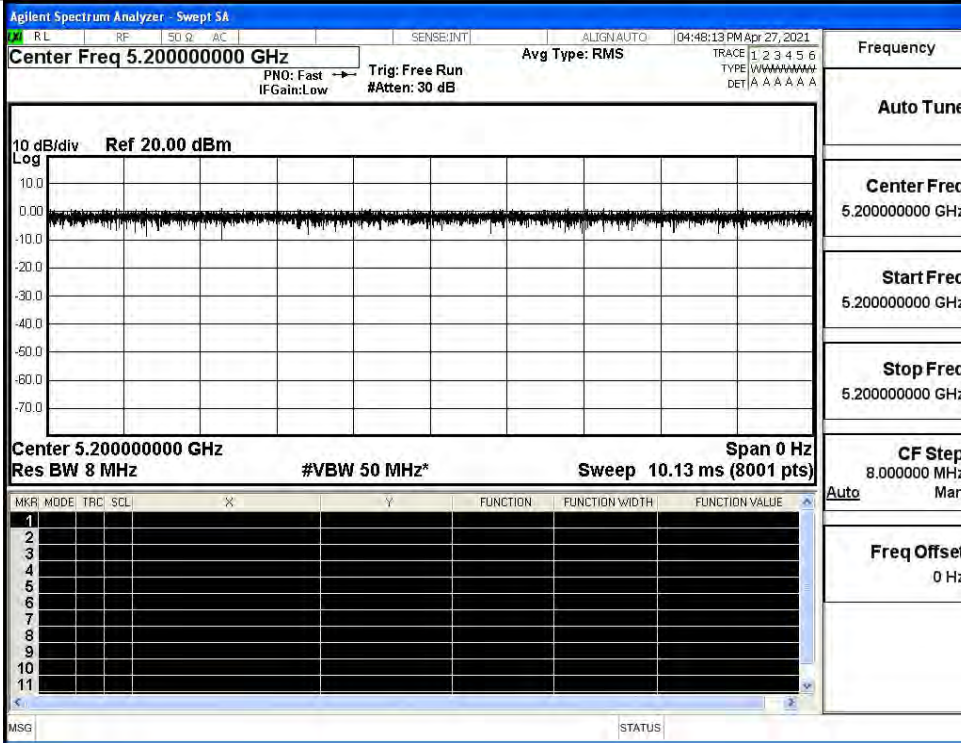 Agilent Spectrum Analyzer - Swept SA
LXI RL RF 50 Ω AC SENSE:INT ALIGNAUTO 04:48:13 PM Apr 27, 2021
Center Freq 5.200000000 GHz
PNO: Fast
IFGain:Low
Trig: Free Run
#Atten: 30 dB
Avg Type: RMS
TRACE 1 2 3 4 5 6
TYPE
DET A A A A A A
10 dB/div Ref 20.00 dBm
Log
10.0
0.00
-10.0
-20.0
-30.0
-40.0
-50.0
-60.0
-70.0
Center 5.200000000 GHz Span 0 Hz
Res BW 8 MHz #VBW 50 MHz* Sweep 10.13 ms (8001 pts)
MKR MODE TRC SCL X Y FUNCTION FUNCTION WIDTH FUNCTION VALUE
1
2
3
4
5
6
7
8
9
10
11
MSG STATUS
Frequency
Auto Tune
Center Freq
5.200000000 GHz
Start Freq
5.200000000 GHz
Stop Freq
5.200000000 GHz
CF Step
8.000000 MHz
Auto Man
Freq Offset
0 Hz